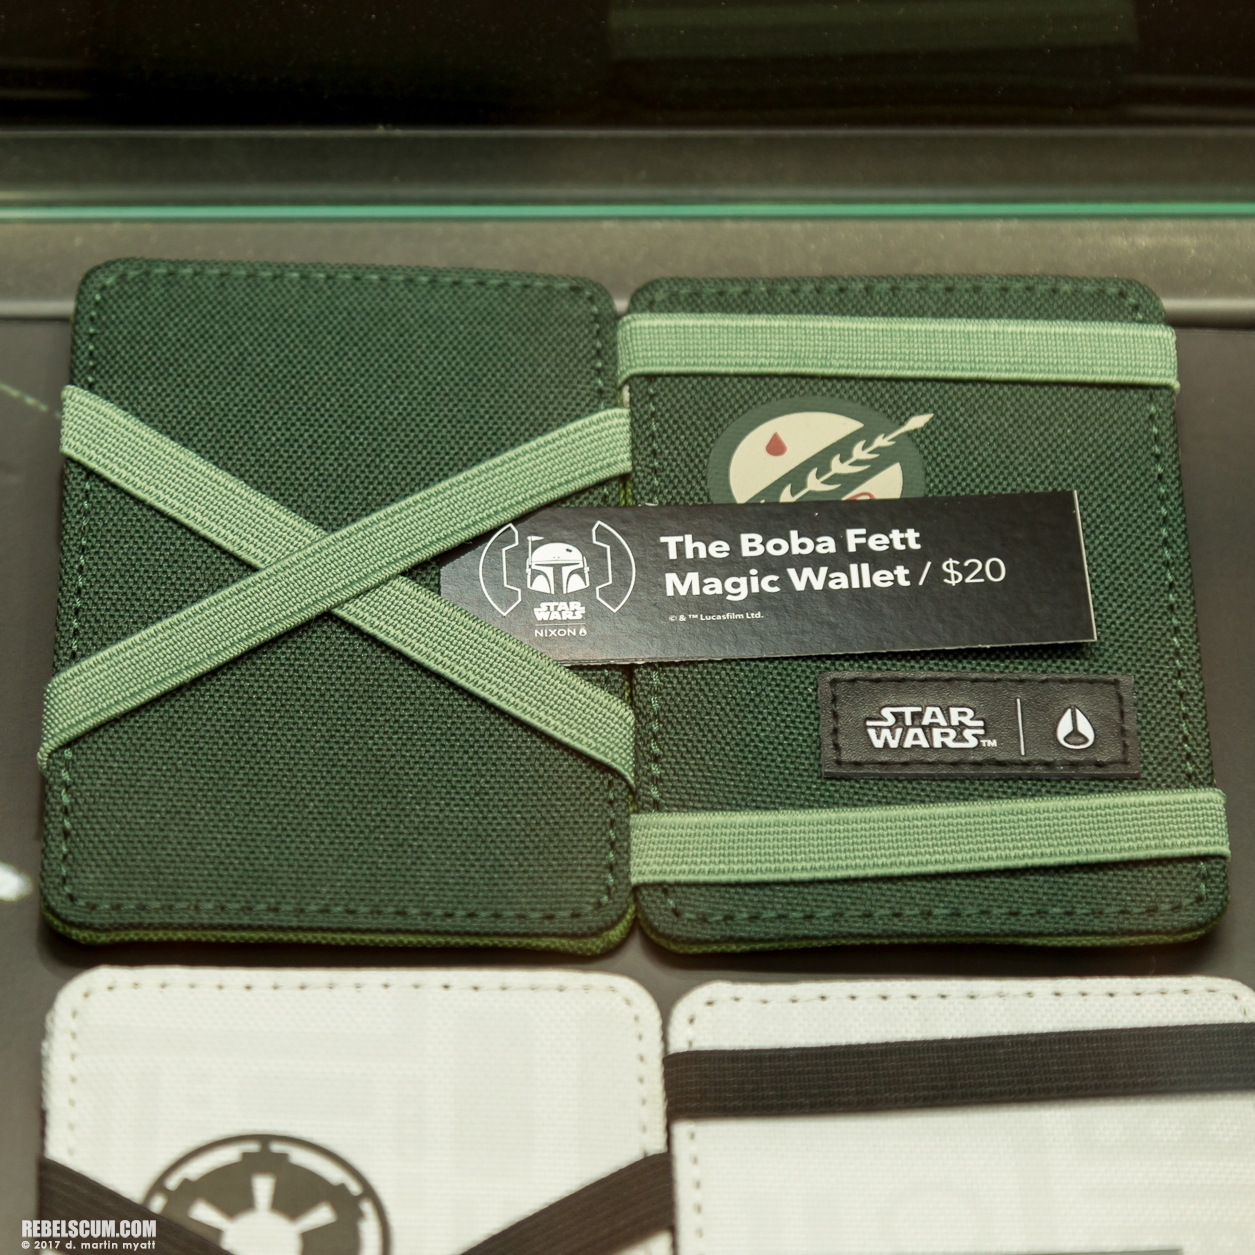 The Boba Fett
Magic Wallet / $20
© & ™ Lucasfilm Ltd.
STAR
WARS
NIXON
STAR
WARS™
REBELSCUM.COM
© 2017 d. martin myatt